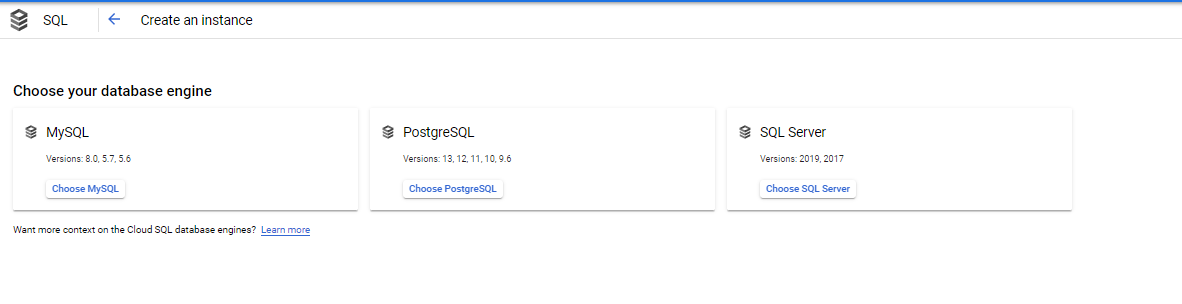 SQL
Create an instance
Choose your database engine
MySQL
Versions: 8.0, 5.7, 5.6
Choose MySQL
PostgreSQL
Versions: 13, 12, 11, 10, 9.6
Choose PostgreSQL
SQL Server
Versions: 2019, 2017
Choose SQL Server
Want more context on the Cloud SQL database engines? Learn more